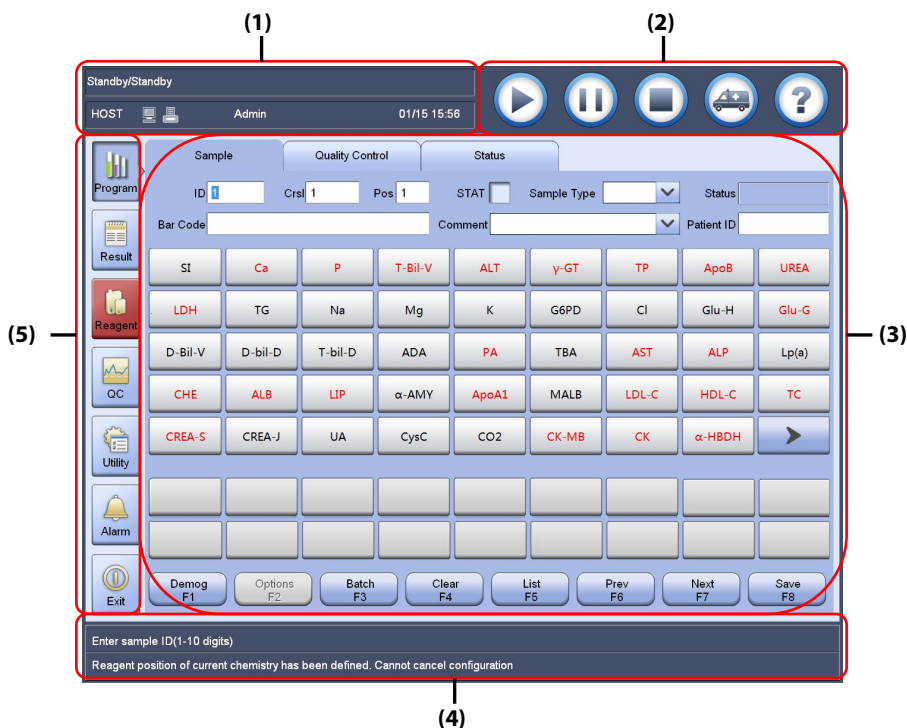 (1)
(2)
Standby/Standby
HOST Admin 01/15 15:56
?
Program
Result
Reagent
QC
Utility
Alarm
Exit
Sample Quality Control Status
ID 1 Crsl 1 Pos 1 STAT Sample Type Status
Bar Code Comment Patient ID
SI Ca P T-Bil-V ALT γ-GT TP ApoB UREA
LDH TG Na Mg K G6PD Cl Glu-H Glu-G
D-Bil-V D-bil-D T-bil-D ADA PA TBA AST ALP Lp(a)
CHE ALB LIP α-AMY ApoA1 MALB LDL-C HDL-C TC
CREA-S CREA-J UA CysC CO2 CK-MB CK α-HBDH
Demog Options Batch Clear List Prev Next Save
F1 F2 F3 F4 F5 F6 F7 F8
(5)
(3)
Enter sample ID(1-10 digits)
Reagent position of current chemistry has been defined. Cannot cancel configuration
(4)